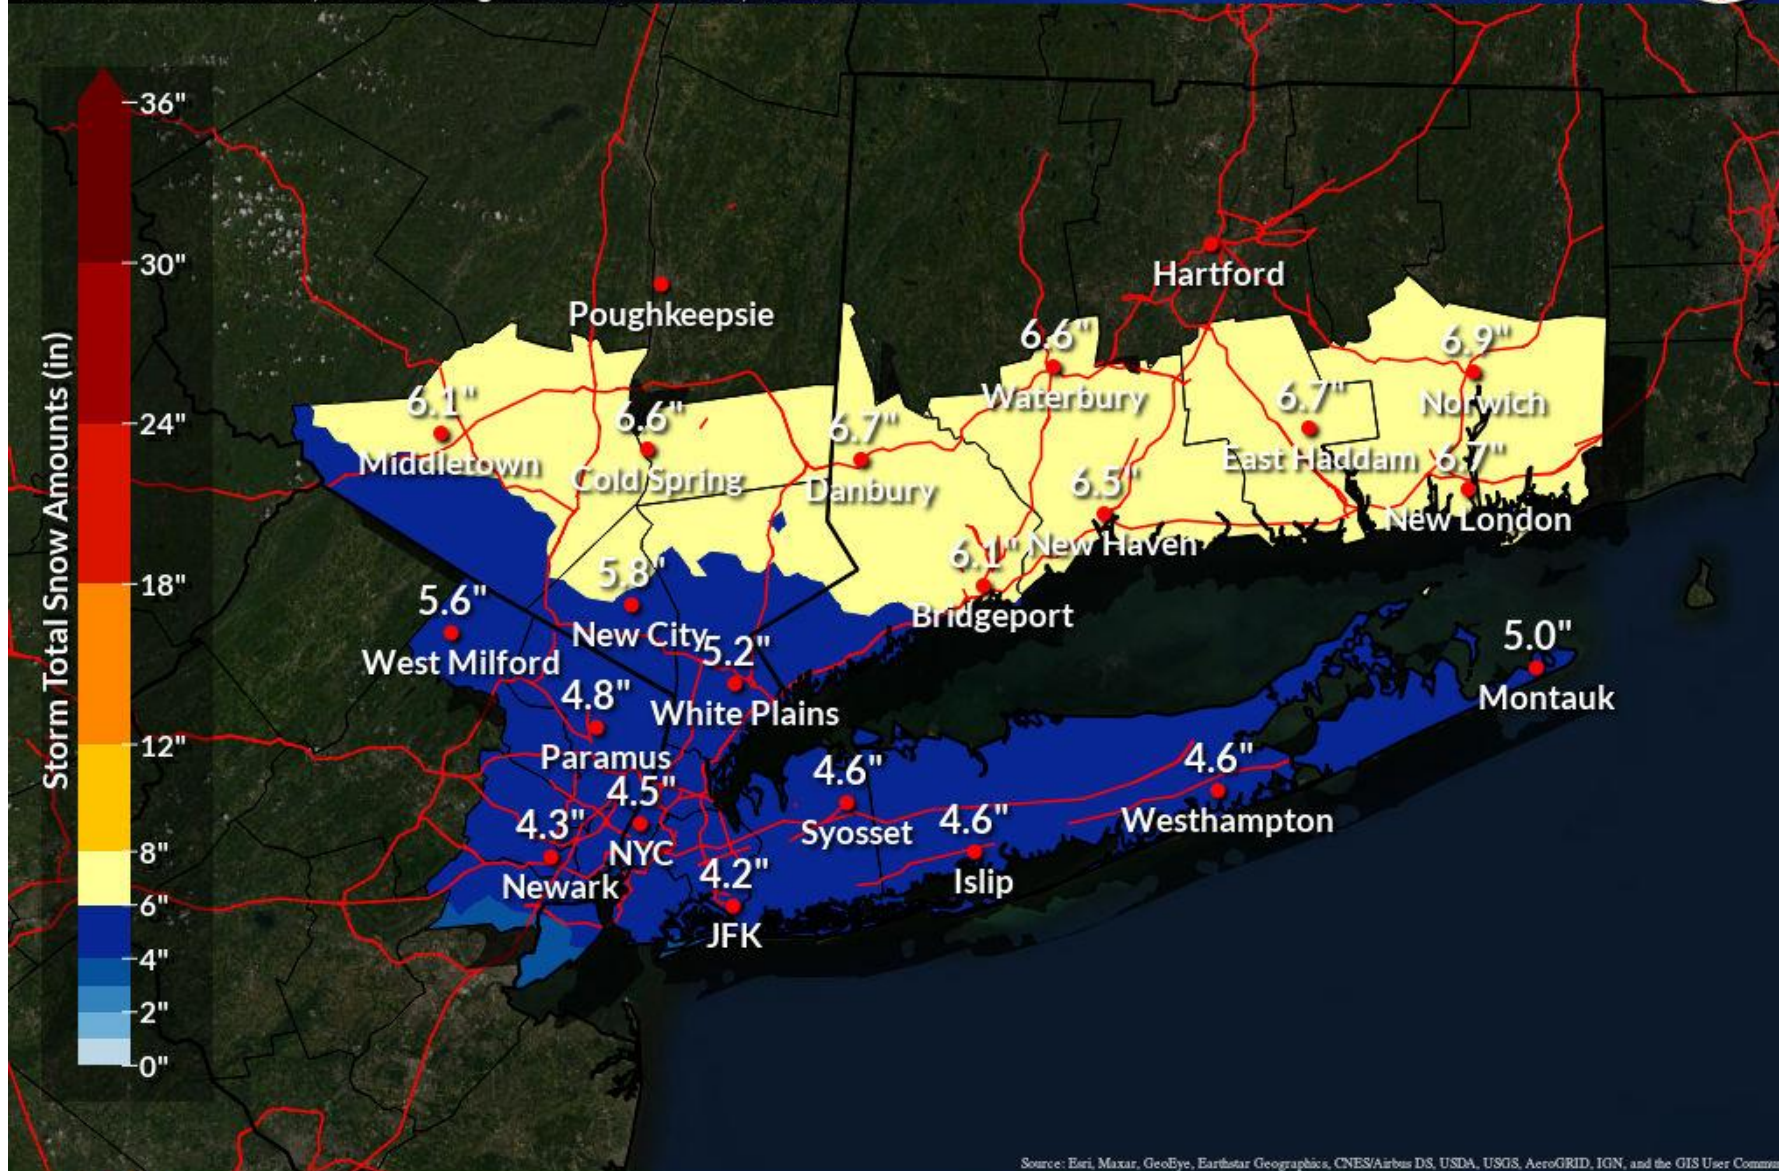 Storm Total Snow Amounts (in)
36"
30"
24"
18"
12"
8"
6"
4"
2"
0"
Hartford
Poughkeepsie
6.6"
Waterbury
6.9"
Norwich
6.1"
Middletown
6.6"
Cold Spring
6.7"
Danbury
6.7"
East Haddam
6.7"
New London
6.5"
New Haven
6.1"
Bridgeport
5.8"
New City
5.6"
West Milford
5.2"
White Plains
5.0"
Montauk
4.8"
Paramus
4.5"
NYC
4.3"
Newark
4.6"
Syosset
4.6"
Westhampton
4.6"
Islip
4.2"
JFK
Source: Esri, Maxar, GeoEye, Earthstar Geographics, CNES/Airbus DS, USDA, USGS, AeroGRID, IGN, and the GIS User